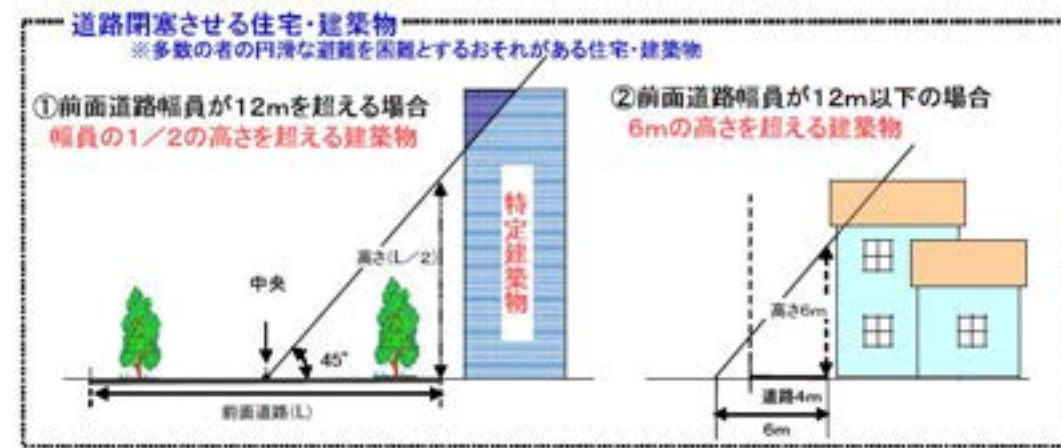 道路閉塞させる住宅・建築物
※多数の者の円滑な避難を困難とするおそれがある住宅・建築物
①前面道路幅員が12mを超える場合
幅員の1/2の高さを超える建築物
高さ(L/2)
中央
45°
前面道路(L)
特定建築物
②前面道路幅員が12m以下の場合
6mの高さを超える建築物
高さ6m
道路4m
6m